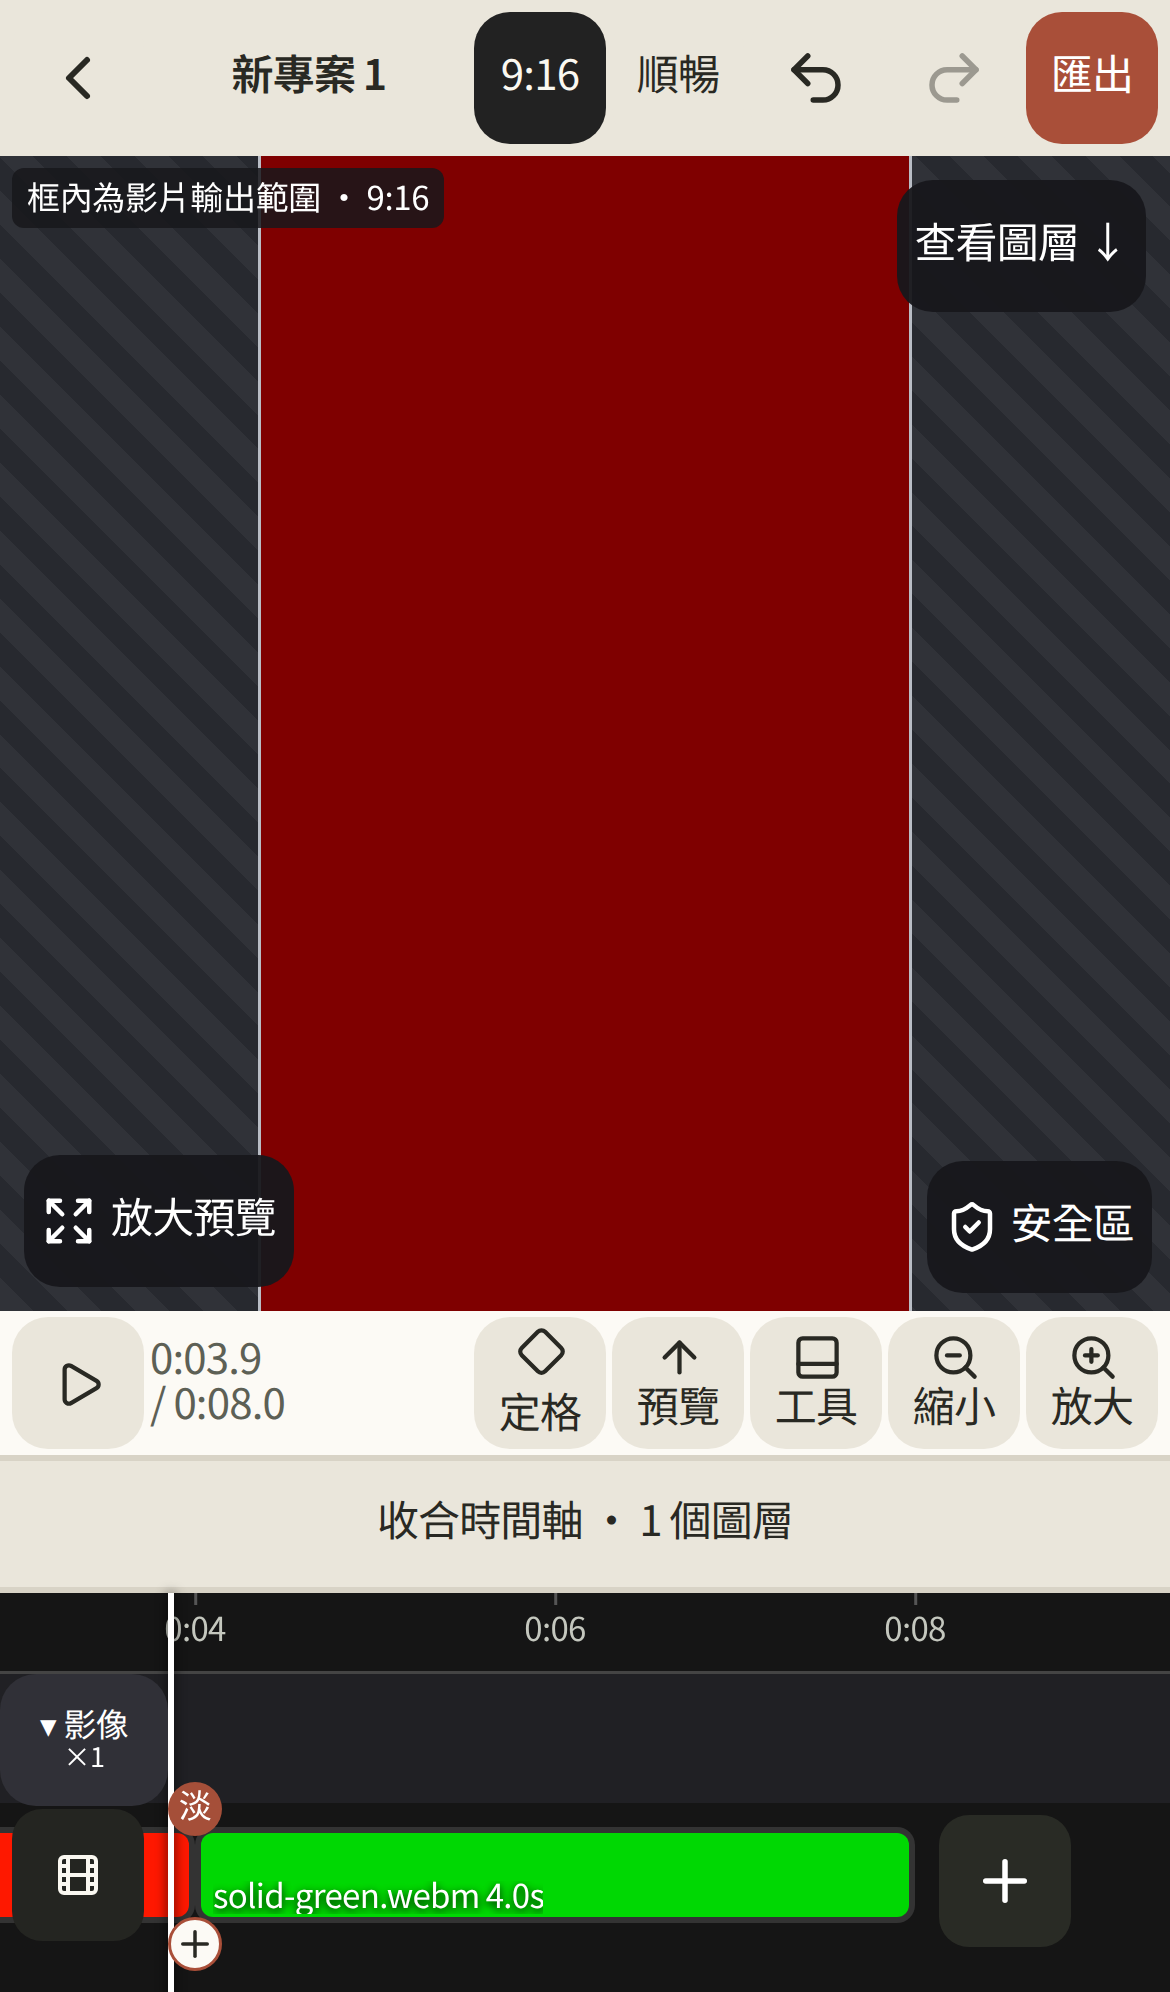 新專案 1
9:16
順暢
匯出
框內為影片輸出範圍 · 9:16
查看圖層 ↓
放大預覽
安全區
0:03.9
/ 0:08.0
定格
預覽
工具
縮小
放大
收合時間軸 · 1 個圖層
0:04
0:06
0:08
▾ 影像
×1
淡
solid-green.webm 4.0s